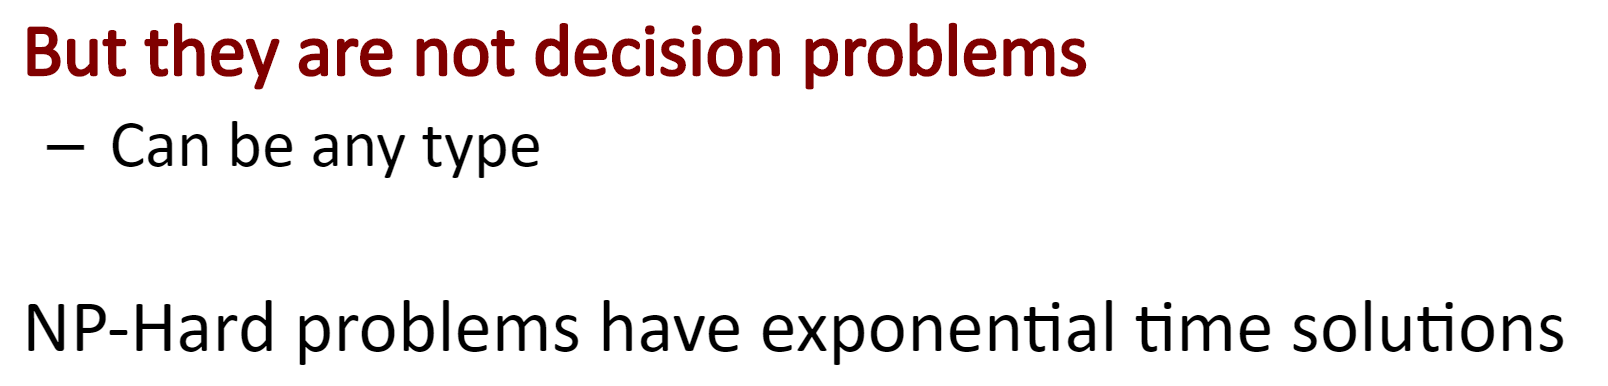 But they are not decision problems
– Can be any type
NP-Hard problems have exponential time solutions